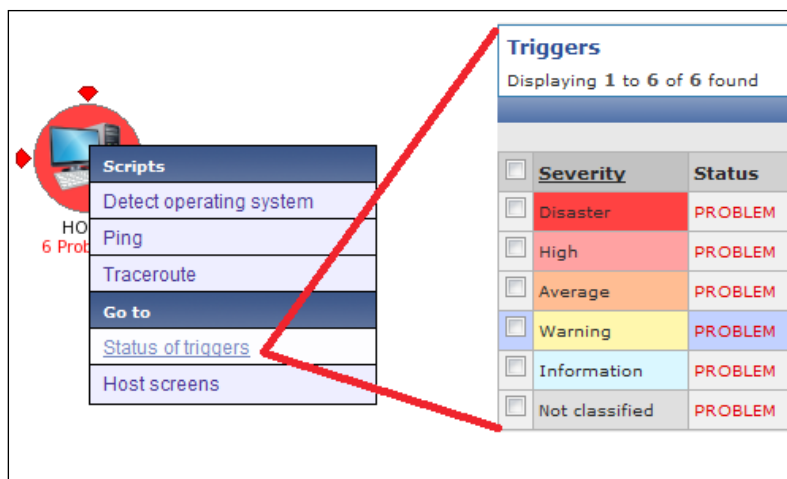 Triggers
Displaying 1 to 6 of 6 found
Severity Status
Disaster PROBLEM
High PROBLEM
Average PROBLEM
Warning PROBLEM
Information PROBLEM
Not classified PROBLEM
HO
6 Prob
Scripts
Detect operating system
Ping
Traceroute
Go to
Status of triggers
Host screens